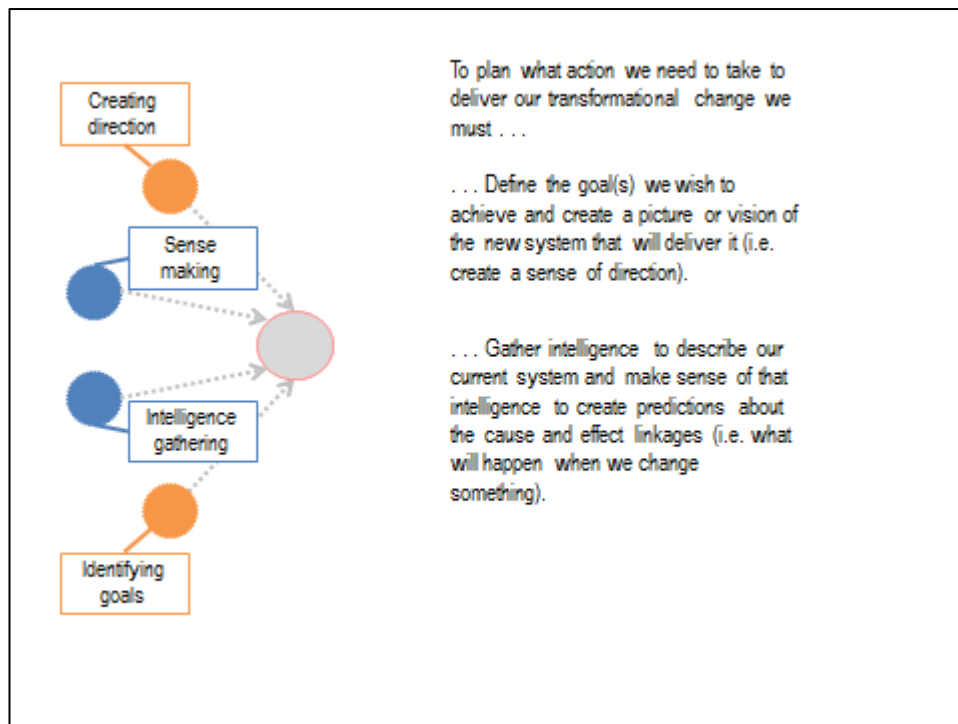 Creating
direction
Sense
making
Intelligence
gathering
Identifying
goals
To plan what action we need to take to
deliver our transformational change we
must . . .
. . . Define the goal(s) we wish to
achieve and create a picture or vision of
the new system that will deliver it (i.e.
create a sense of direction).
. . . Gather intelligence to describe our
current system and make sense of that
intelligence to create predictions about
the cause and effect linkages (i.e. what
will happen when we change
something).